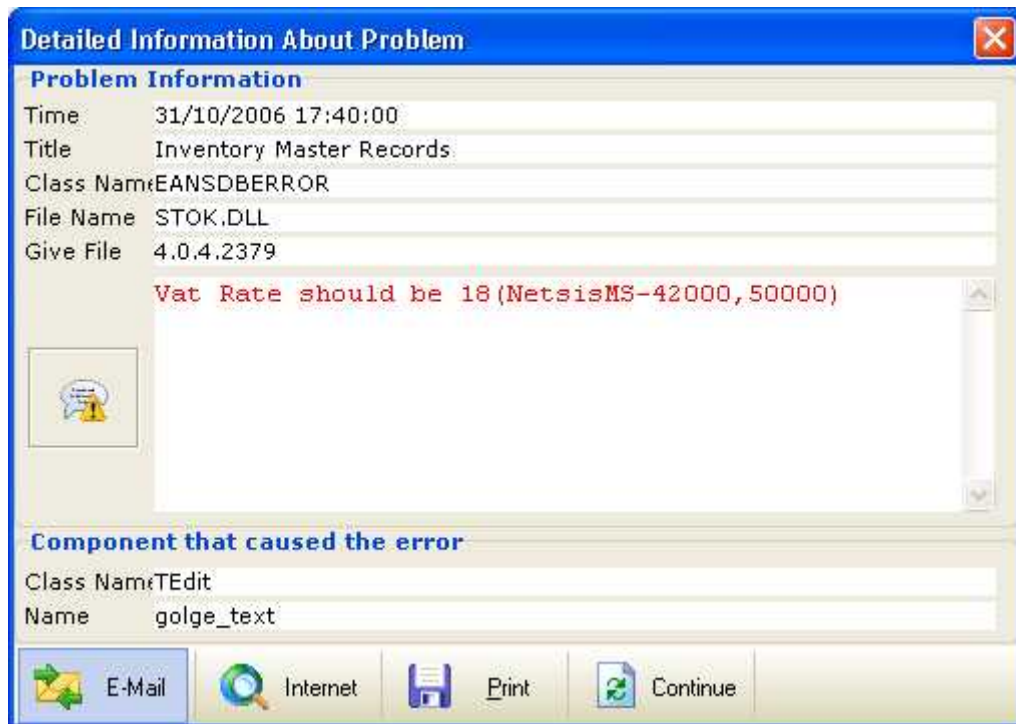 Detailed Information About Problem
Problem Information
Time 31/10/2006 17:40:00
Title Inventory Master Records
Class Nam EANSDBERROR
File Name STOK.DLL
Give File 4.0.4.2379
Vat Rate should be 18(NetsisMS-42000,50000)
Component that caused the error
Class Nam TEdit
Name golge_text
E-Mail Internet Print Continue